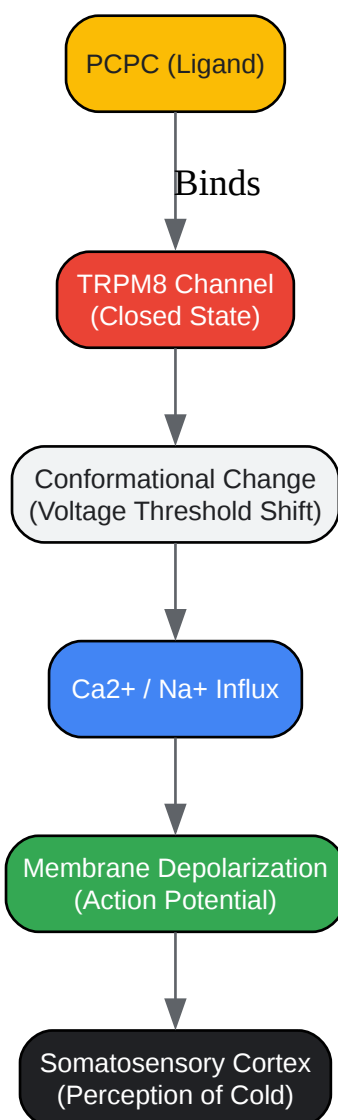 PCPC (Ligand)
Binds
TRPM8 Channel
(Closed State)
Conformational Change
(Voltage Threshold Shift)
Ca2+ / Na+ Influx
Membrane Depolarization
(Action Potential)
Somatosensory Cortex
(Perception of Cold)